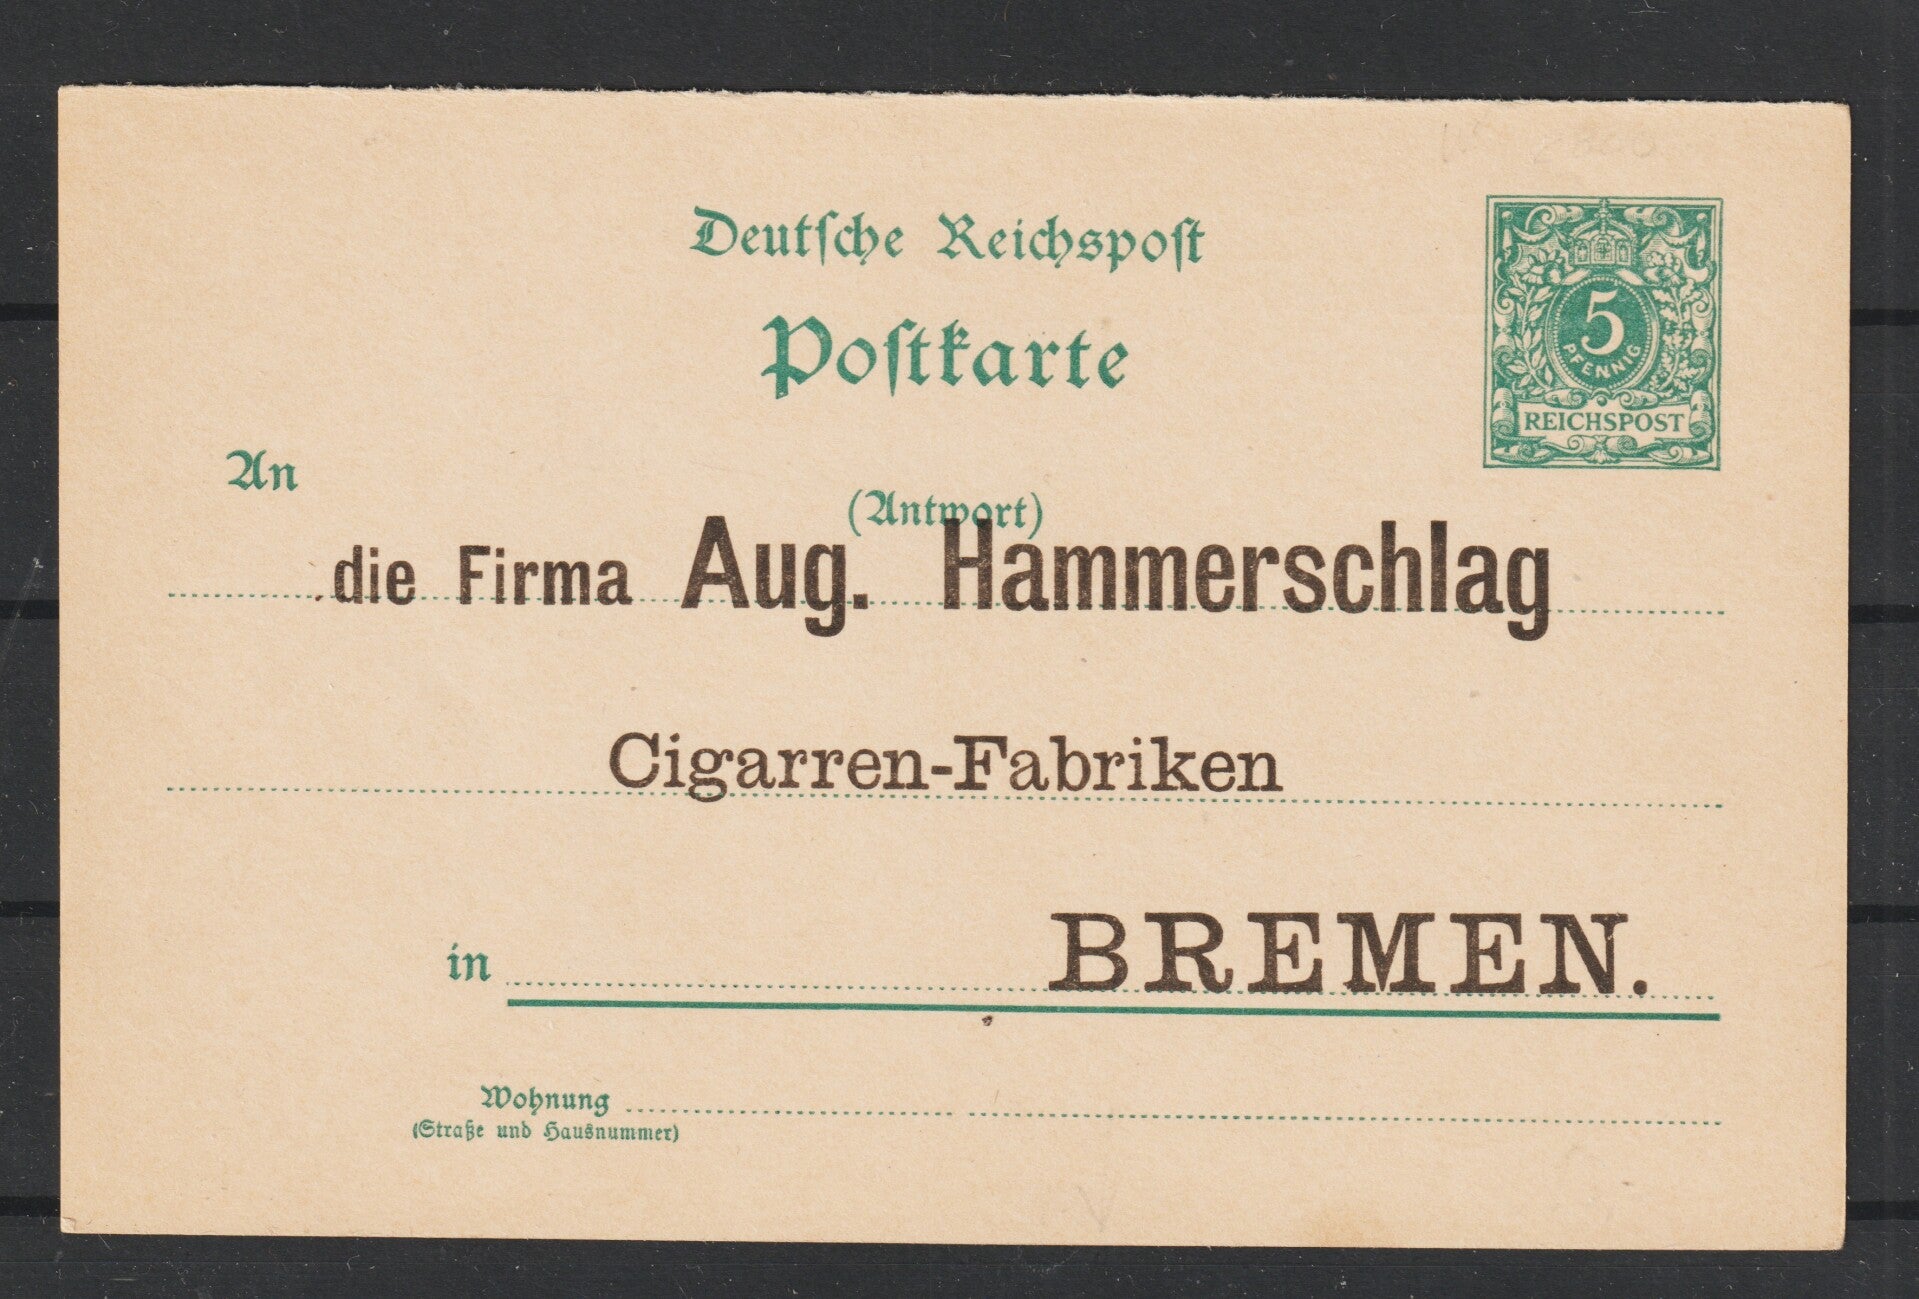 Deutsche Reichspost
Postkarte
5
PFENNIG
REICHSPOST
An
(Antwort)
die Firma Aug. Hammerschlag
Cigarren-Fabriken
in BREMEN.
Wohnung
(Straße und Hausnummer)